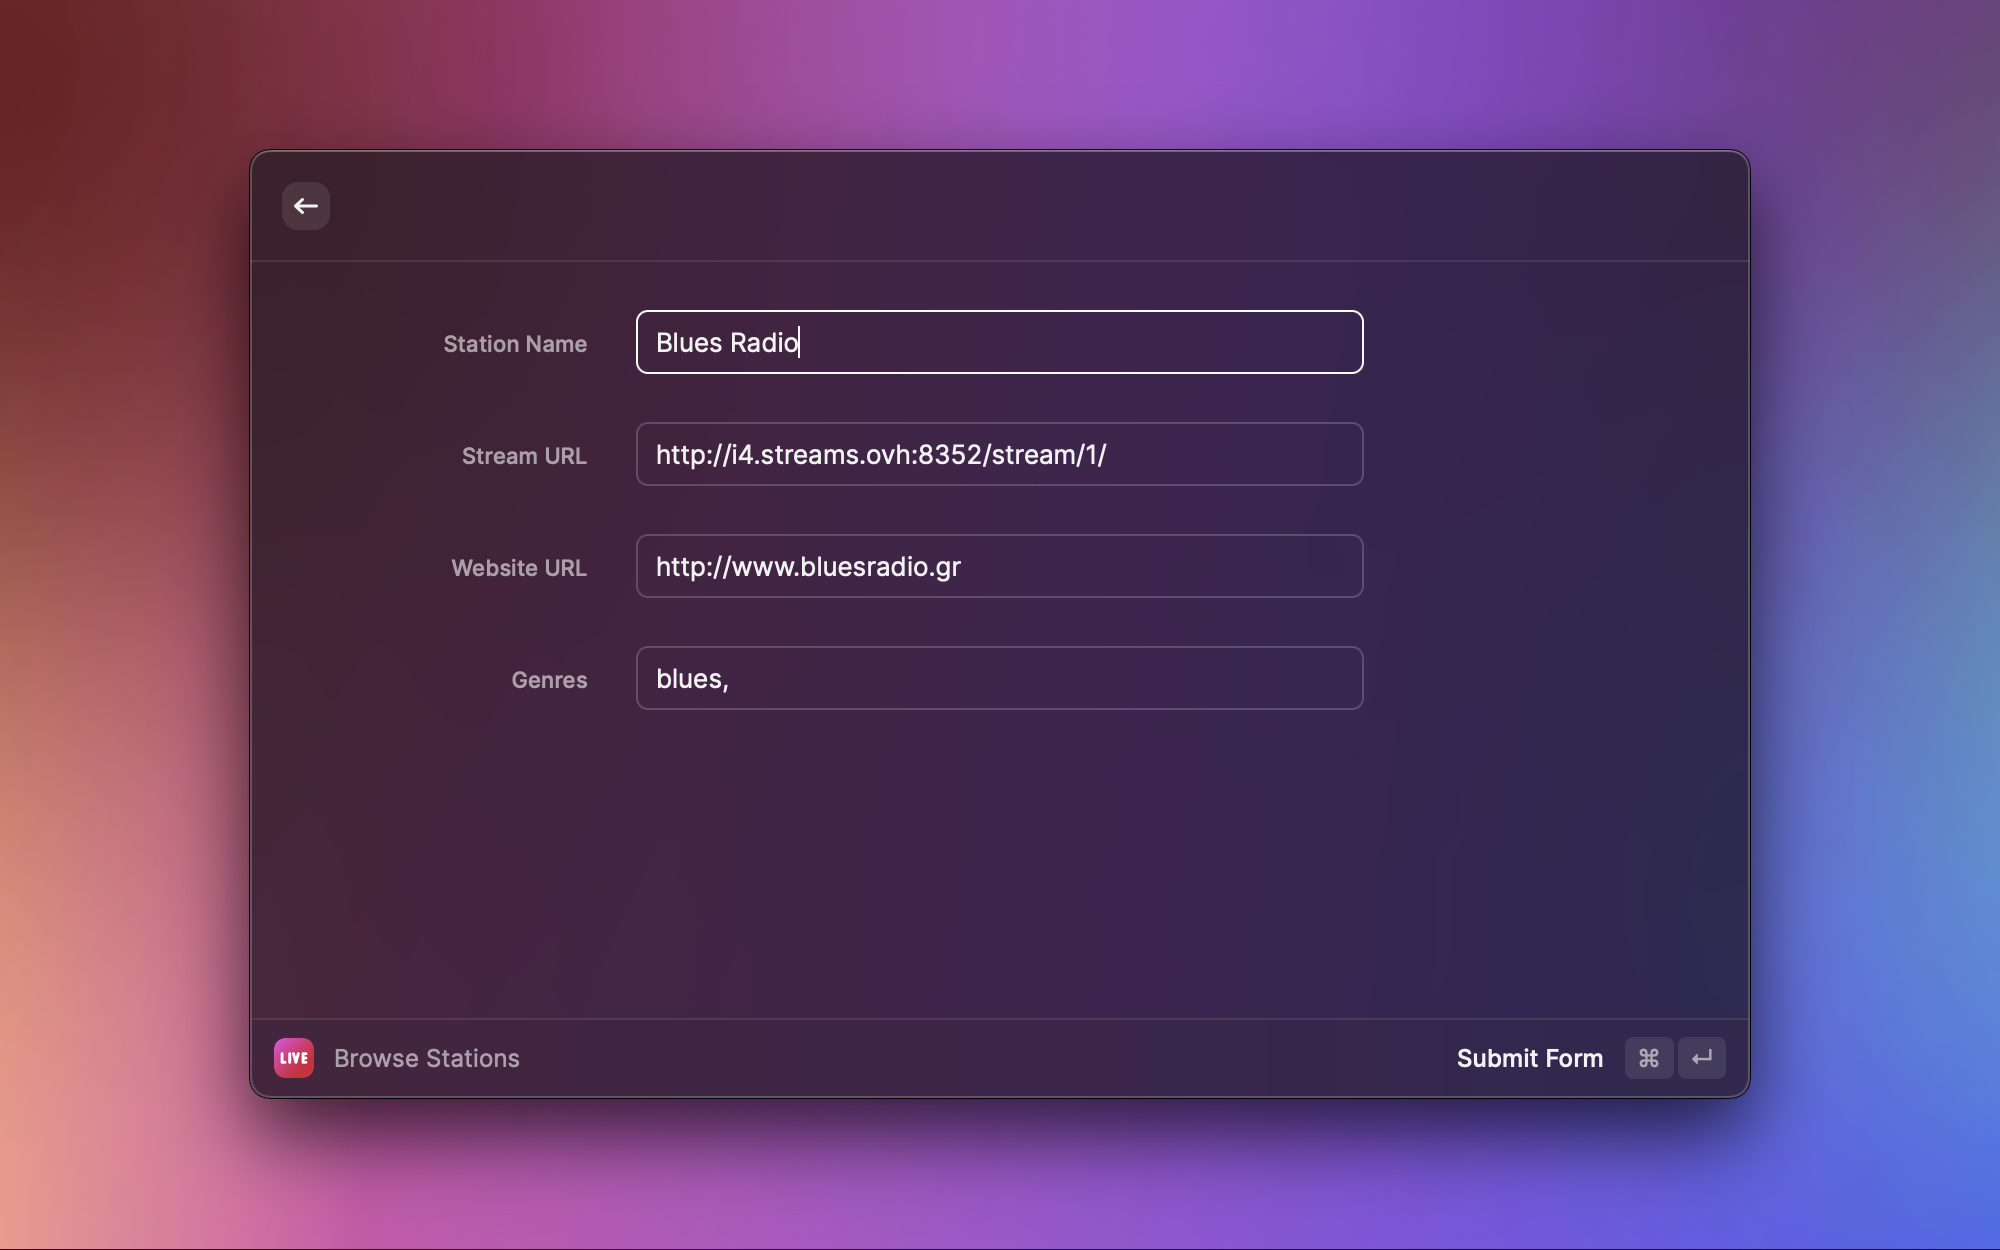 Station Name
Blues Radio
Stream URL
http://i4.streams.ovh:8352/stream/1/
Website URL
http://www.bluesradio.gr
Genres
blues,
LIVE Browse Stations
Submit Form ⌘ ↵